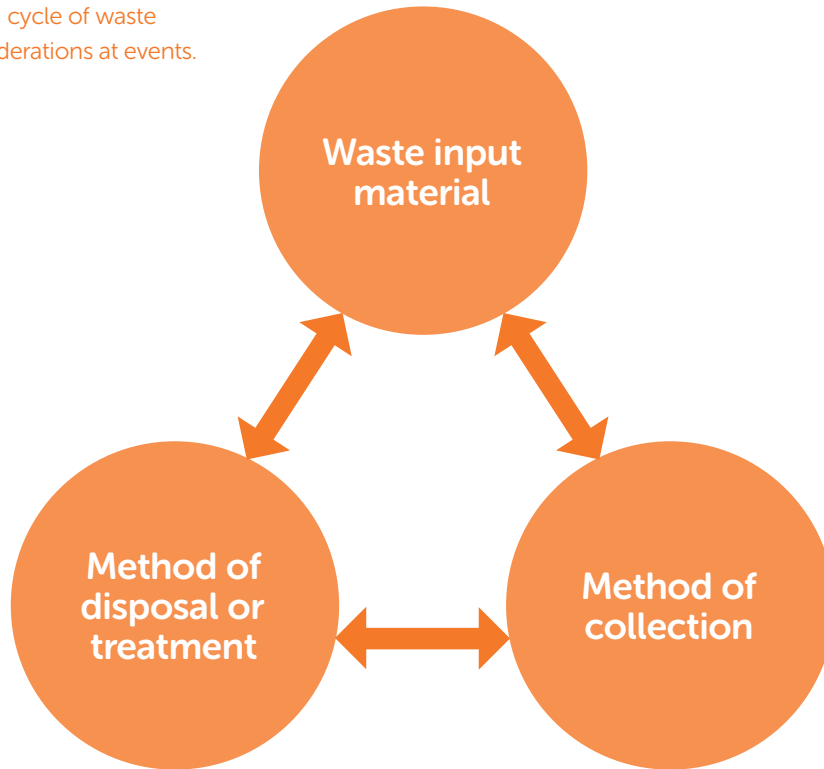 cycle of waste
derations at events.
Waste input
material
Method of
disposal or
treatment
Method of
collection